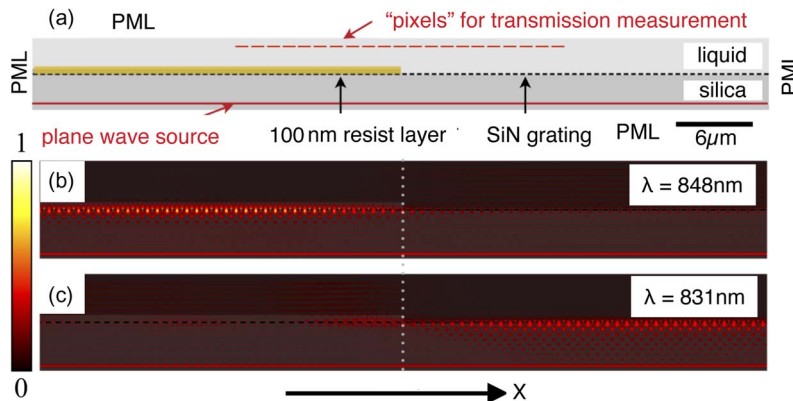 (a) PML "pixels" for transmission measurement
PML
liquid
silica
PML
plane wave source
100 nm resist layer
SiN grating
PML
6μm
1
(b)
λ = 848nm
(c)
λ = 831nm
0
X